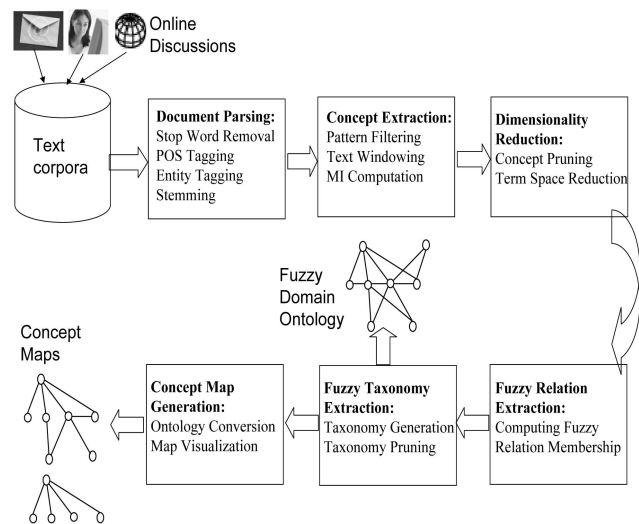 Online
Discussions
Text
corpora
Document Parsing:
Stop Word Removal
POS Tagging
Entity Tagging
Stemming
Concept Extraction:
Pattern Filtering
Text Windowing
MI Computation
Dimensionality
Reduction:
Concept Pruning
Term Space Reduction
Fuzzy
Domain
Ontology
Concept
Maps
Concept Map
Generation:
Ontology Conversion
Map Visualization
Fuzzy Taxonomy
Extraction:
Taxonomy Generation
Taxonomy Pruning
Fuzzy Relation
Extraction:
Computing Fuzzy
Relation Membership